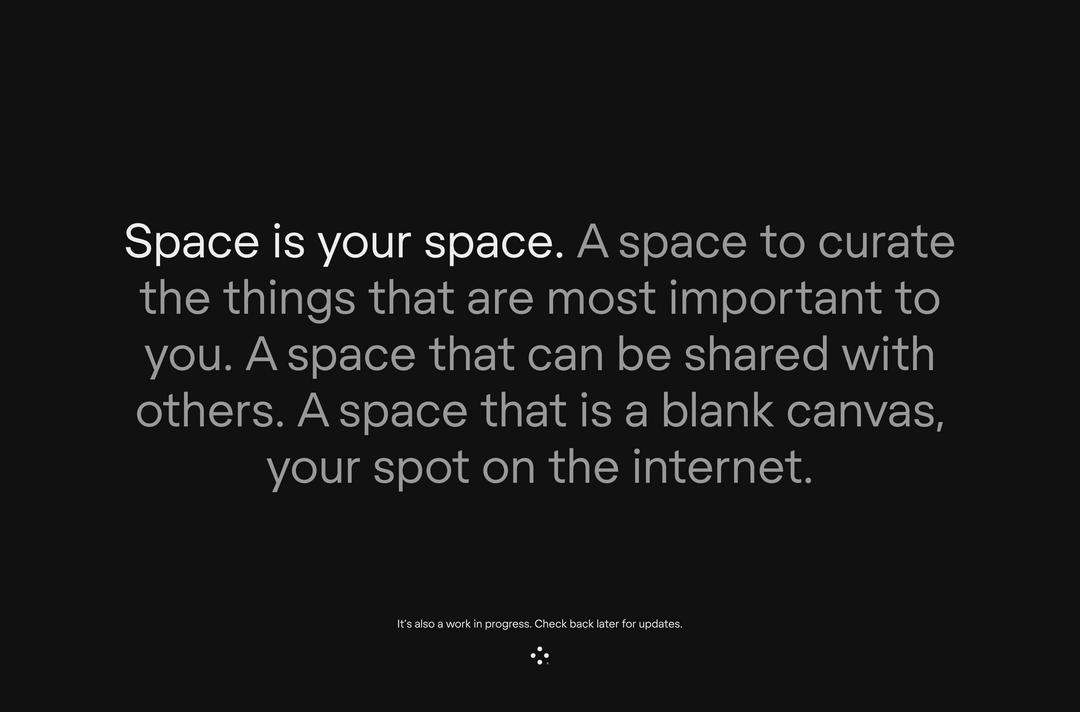 Space is your space. A space to curate
the things that are most important to
you. A space that can be shared with
others. A space that is a blank canvas,
your spot on the internet.
It's also a work in progress. Check back later for updates.